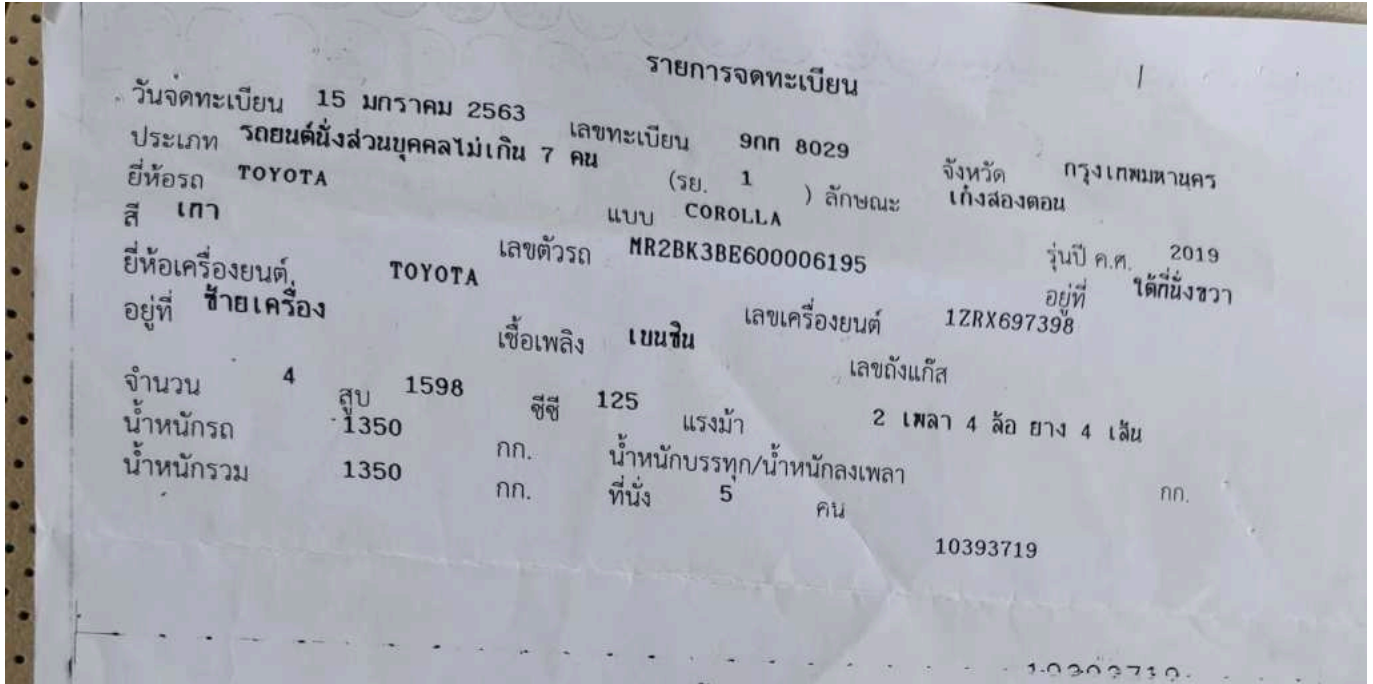 รายการจดทะเบียน
วันจดทะเบียน 15 มกราคม 2563 เลขทะเบียน 9กก 8029 จังหวัด กรุงเทพมหานคร
ประเภท รถยนต์นั่งส่วนบุคคลไม่เกิน 7 คน (รย. 1 ) ลักษณะ เก๋งสองตอน
ยี่ห้อรถ TOYOTA แบบ COROLLA รุ่นปี ค.ศ. 2019
สี เทา เลขตัวรถ MR2BK3BE600006195 อยู่ที่ ใต้ที่นั่งขวา
ยี่ห้อเครื่องยนต์ TOYOTA เลขเครื่องยนต์ 1ZRX697398
อยู่ที่ ซ้ายเครื่อง เชื้อเพลิง เบนซิน เลขถังแก๊ส
จำนวน 4 สูบ 1598 ซีซี 125 แรงม้า 2 เพลา 4 ล้อ ยาง 4 เส้น
น้ำหนักรถ 1350 กก. น้ำหนักบรรทุก/น้ำหนักลงเพลา กก.
น้ำหนักรวม 1350 กก. ที่นั่ง 5 คน
10393719